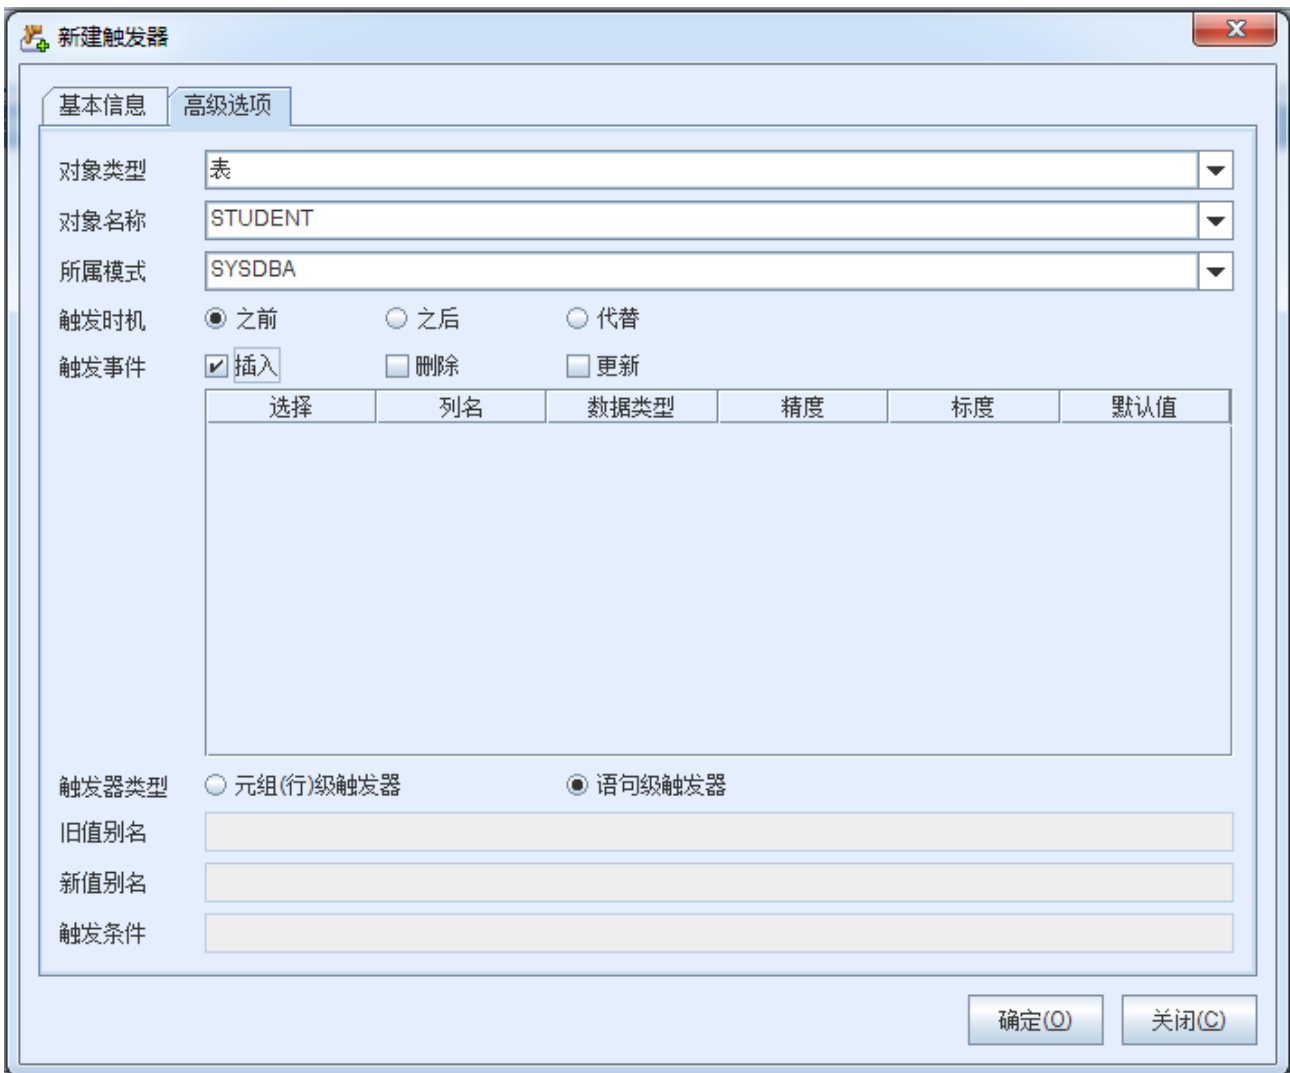 新建触发器
基本信息 高级选项
对象类型 表
对象名称 STUDENT
所属模式 SYSDBA
触发时机 之前 之后 代替
触发事件 插入 删除 更新
选择 列名 数据类型 精度 标度 默认值
触发器类型 元组(行)级触发器 语句级触发器
旧值别名
新值别名
触发条件
确定(O) 关闭(C)